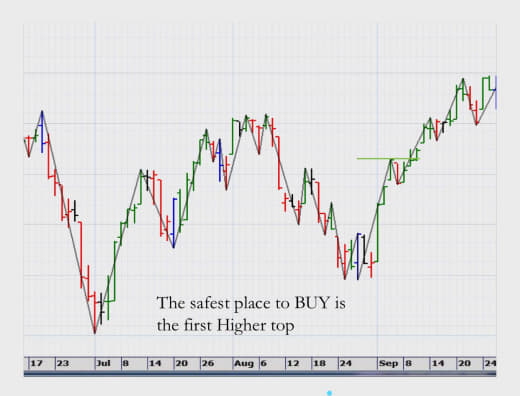 The safest place to BUY is
the first Higher top
17 23 Jul 8 14 20 26 Aug 6 12 18 24 Sep 8 14 20 24